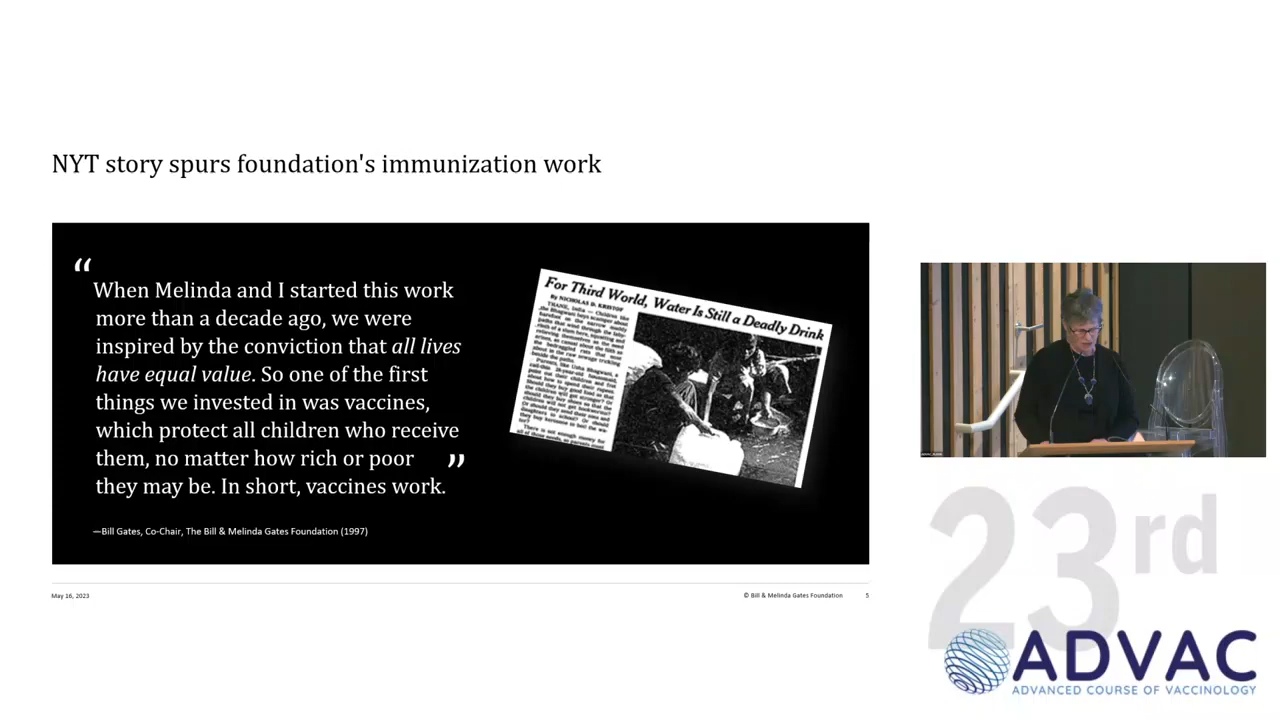 NYT story spurs foundation's immunization work
“
When Melinda and I started this work
more than a decade ago, we were
inspired by the conviction that all lives
have equal value. So one of the first
things we invested in was vaccines,
which protect all children who receive
them, no matter how rich or poor
they may be. In short, vaccines work.
”
—Bill Gates, Co-Chair, The Bill & Melinda Gates Foundation (1997)
For Third World, Water Is Still a Deadly Drink
By NICHOLAS D. KRISTOF
THANE, India — Children like
May 16, 2023
© Bill & Melinda Gates Foundation
5
23rd
ADVAC
ADVANCED COURSE OF VACCINOLOGY